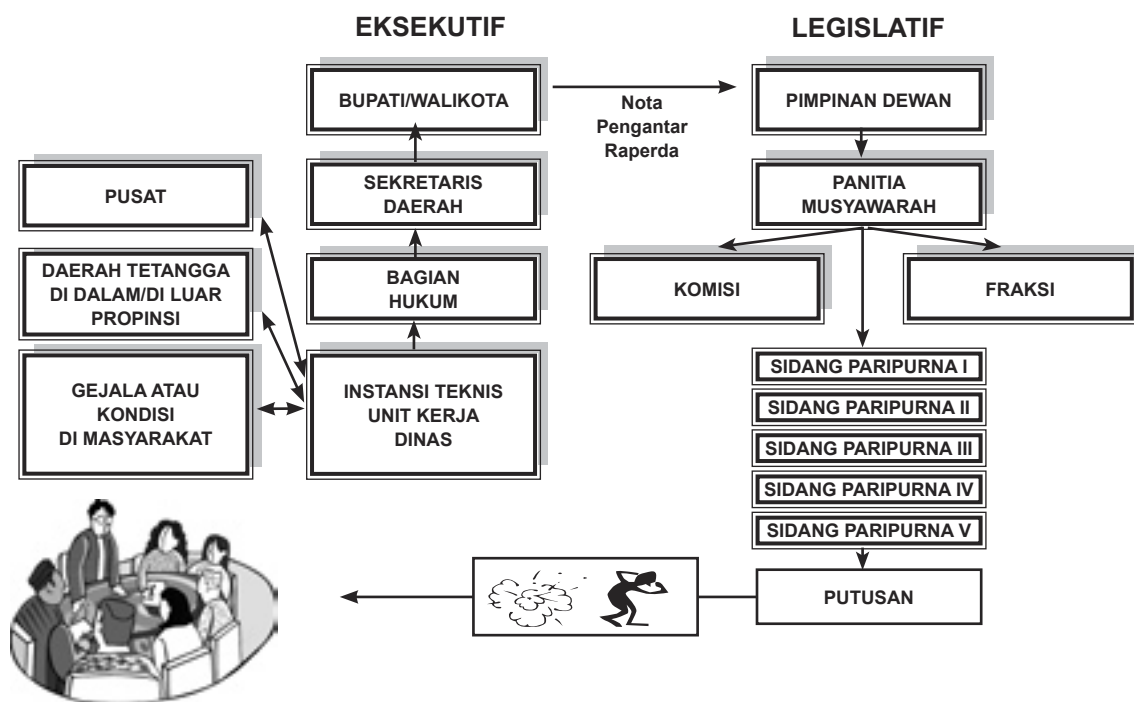 EKSEKUTIF
LEGISLATIF
BUPATI/WALIKOTA
Nota
Pengantar
Raperda
PIMPINAN DEWAN
PUSAT
SEKRETARIS
DAERAH
PANITIA
MUSYAWARAH
DAERAH TETANGGA
DI DALAM/DI LUAR
PROPINSI
BAGIAN
HUKUM
KOMISI
FRAKSI
GEJALA ATAU
KONDISI
DI MASYARAKAT
INSTANSI TEKNIS
UNIT KERJA
DINAS
SIDANG PARIPURNA I
SIDANG PARIPURNA II
SIDANG PARIPURNA III
SIDANG PARIPURNA IV
SIDANG PARIPURNA V
PUTUSAN